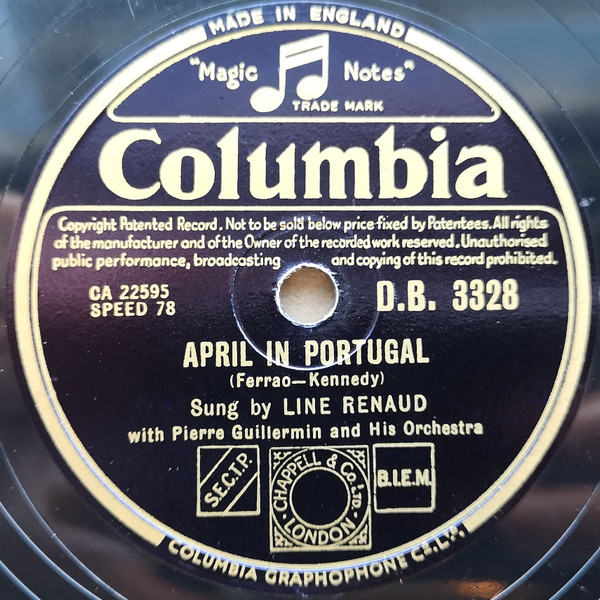 MADE IN ENGLAND
"Magic Notes"
TRADE MARK
Columbia
Copyright Patented Record. Not to be sold below price fixed by Patentees. All rights
of the manufacturer and of the Owner of the recorded work reserved. Unauthorised
public performance, broadcasting and copying of this record prohibited.
CA 22595
SPEED 78
D.B. 3328
APRIL IN PORTUGAL
(Ferrao—Kennedy)
Sung by LINE RENAUD
with Pierre Guillermin and His Orchestra
S.E.C.T.P.
CHAPPELL & Co. LTD.
LONDON
B.I.E.M.
COLUMBIA GRAPHOPHONE